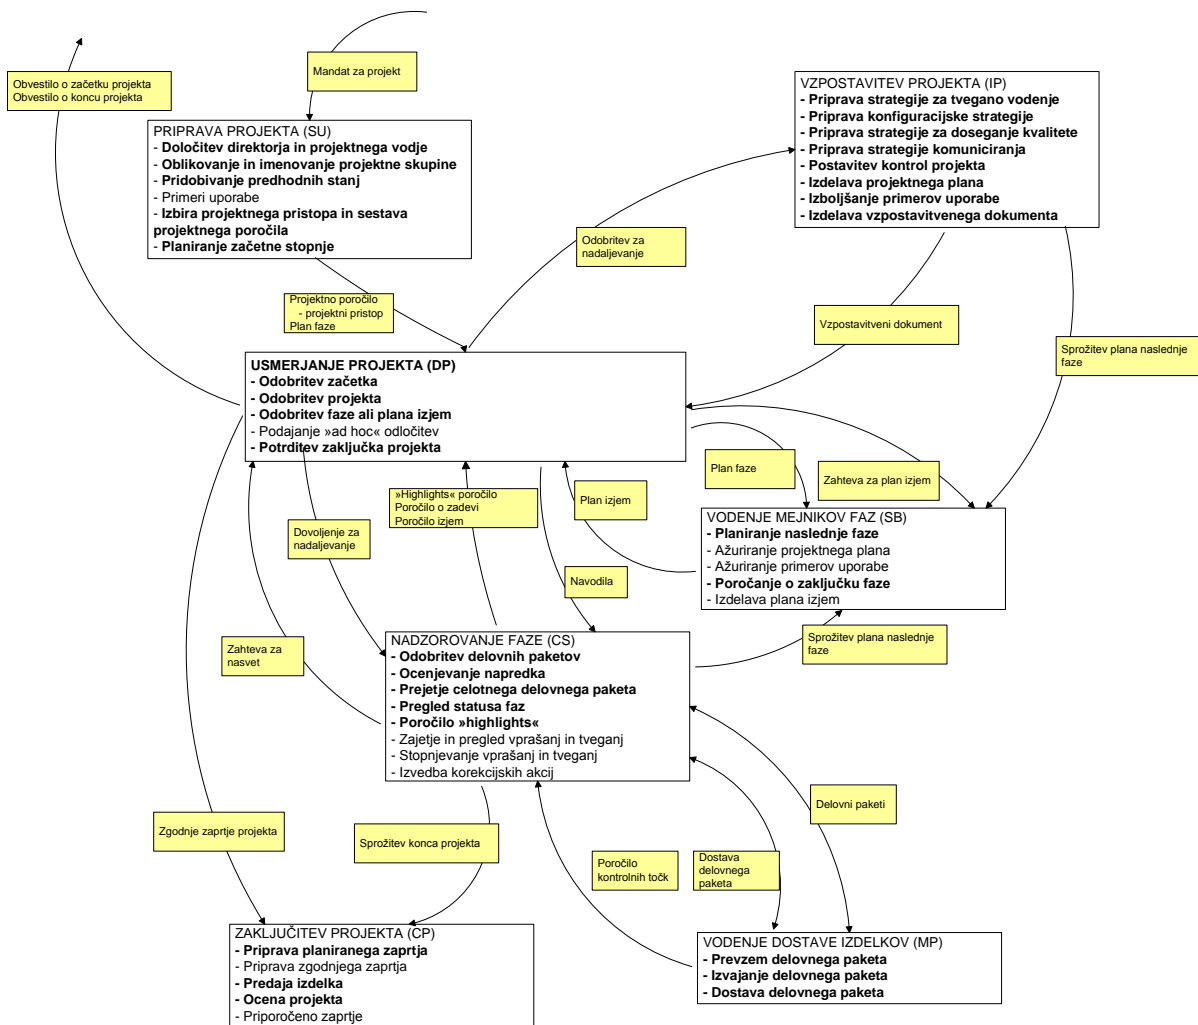 Obvestilo o začetku projekta
Obvestilo o koncu projekta
Mandat za projekt
PRIPRAVA PROJEKTA (SU)
- Določitev direktorja in projektnega vodje
- Oblikovanje in imenovanje projektne skupine
- Pridobivanje predhodnih stanj
- Primeri uporabe
- Izbira projektnega pristopa in sestava
projektnega poročila
- Planiranje začetne stopnje
VZPOSTAVITEV PROJEKTA (IP)
- Priprava strategije za tvegano vodenje
- Priprava konfiguracijske strategije
- Priprava strategije za doseganje kvalitete
- Priprava strategije komuniciranja
- Postavitev kontrol projekta
- Izdelava projektnega plana
- Izboljšanje primerov uporabe
- Izdelava vzpostavitvenega dokumenta
Odobritev za
nadaljevanje
Projektno poročilo
- projektni pristop
Plan faze
Vzpostavitveni dokument
Sprožitev plana naslednje
faze
USMERJANJE PROJEKTA (DP)
- Odobritev začetka
- Odobritev projekta
- Odobritev faze ali plana izjem
- Podajanje »ad hoc« odločitev
- Potrditev zaključka projekta
Plan faze
Zahteva za plan izjem
»Highlights« poročilo
Poročilo o zadevi
Poročilo izjem
Plan izjem
Dovoljenje za
nadaljevanje
VODENJE MEJNIKOV FAZ (SB)
- Planiranje naslednje faze
- Ažuriranje projektnega plana
- Ažuriranje primerov uporabe
- Poročanje o zaključku faze
- Izdelava plana izjem
Navodila
Zahteva za
nasvet
NADZOROVANJE FAZE (CS)
- Odobritev delovnih paketov
- Ocenjevanje napredka
- Prejetje celotnega delovnega paketa
- Pregled statusa faz
- Poročilo »highlights«
- Zajetje in pregled vprašanj in tveganj
- Stopnjevanje vprašanj in tveganj
- Izvedba korekcijskih akcij
Sprožitev plana naslednje
faze
Delovni paketi
Zgodnje zaprtje projekta
Sprožitev konca projekta
Poročilo
kontrolnih točk
Dostava
delovnega
paketa
ZAKLJUČITEV PROJEKTA (CP)
- Priprava planiranega zaprtja
- Priprava zgodnjega zaprtja
- Predaja izdelka
- Ocena projekta
- Priporočeno zaprtje
VODENJE DOSTAVE IZDELKOV (MP)
- Prevzem delovnega paketa
- Izvajanje delovnega paketa
- Dostava delovnega paketa